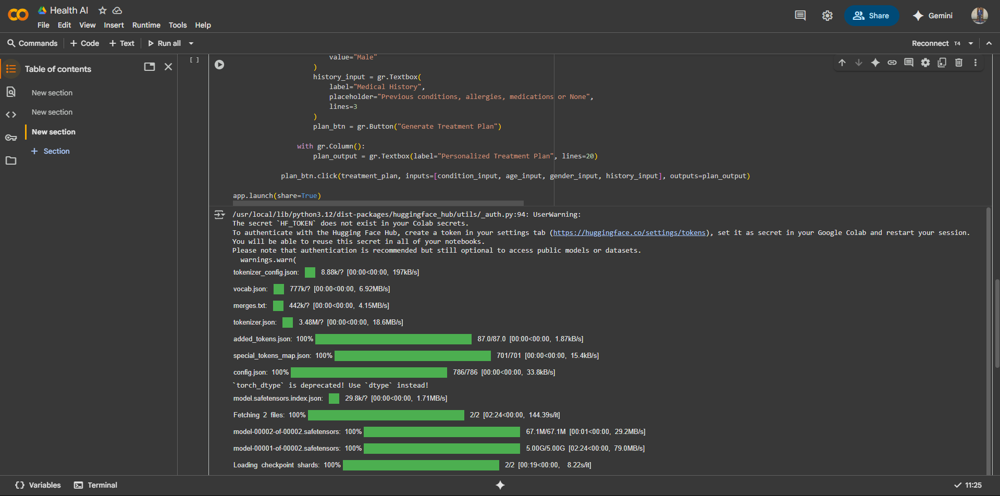 Health AI
File Edit View Insert Runtime Tools Help
Share
Gemini
Commands + Code + Text Run all
Reconnect T4
Table of contents
New section
New section
New section
+ Section
[ ]
value="Male"
)
history_input = gr.Textbox(
label="Medical History",
placeholder="Previous conditions, allergies, medications or None",
lines=3
)
plan_btn = gr.Button("Generate Treatment Plan")
with gr.Column():
plan_output = gr.Textbox(label="Personalized Treatment Plan", lines=20)
plan_btn.click(treatment_plan, inputs=[condition_input, age_input, gender_input, history_input], outputs=plan_output)
app.launch(share=True)
/usr/local/lib/python3.12/dist-packages/huggingface_hub/utils/_auth.py:94: UserWarning:
The secret `HF_TOKEN` does not exist in your Colab secrets.
To authenticate with the Hugging Face Hub, create a token in your settings tab (https://huggingface.co/settings/tokens), set it as secret in your Google Colab and restart your session.
You will be able to reuse this secret in all of your notebooks.
Please note that authentication is recommended but still optional to access public models or datasets.
warnings.warn(
tokenizer_config.json: 8.88k/? [00:00<00:00, 197kB/s]
vocab.json: 777k/? [00:00<00:00, 6.92MB/s]
merges.txt: 442k/? [00:00<00:00, 4.15MB/s]
tokenizer.json: 3.48M/? [00:00<00:00, 18.6MB/s]
added_tokens.json: 100% 87.0/87.0 [00:00<00:00, 1.87kB/s]
special_tokens_map.json: 100% 701/701 [00:00<00:00, 15.4kB/s]
config.json: 100% 786/786 [00:00<00:00, 33.8kB/s]
`torch_dtype` is deprecated! Use `dtype` instead!
model.safetensors.index.json: 29.8k/? [00:00<00:00, 1.71MB/s]
Fetching 2 files: 100% 2/2 [02:24<00:00, 144.39s/it]
model-00002-of-00002.safetensors: 100% 67.1M/67.1M [00:01<00:00, 29.2MB/s]
model-00001-of-00002.safetensors: 100% 5.00G/5.00G [02:24<00:00, 79.0MB/s]
Loading checkpoint shards: 100% 2/2 [00:19<00:00, 8.22s/it]
{} Variables Terminal
11:25